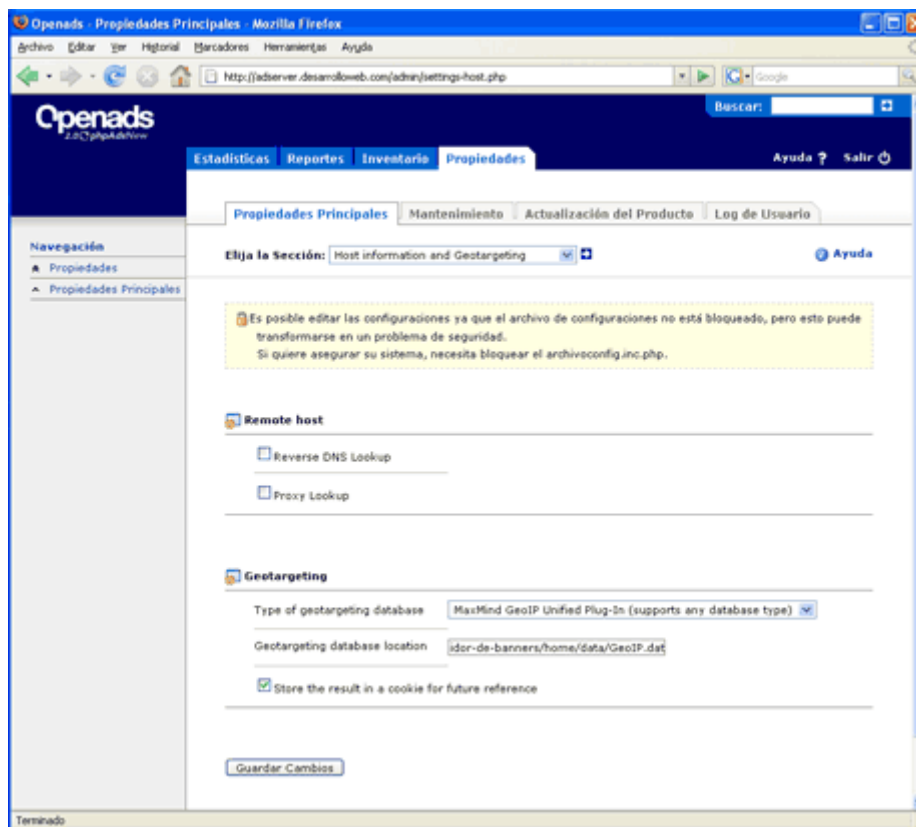 Openads - Propiedades Principales - Mozilla Firefox
Archivo Editar Ver Historial Marcadores Herramientas Ayuda
http://adserver.desarrolloweb.com/admin/settings-host.php
Google
Buscar:
Openads
2.0 phpAdsNew
Estadísticas Reportes Inventario Propiedades
Ayuda ? Salir
Propiedades Principales Mantenimiento Actualización del Producto Log de Usuario
Navegación
Propiedades
Propiedades Principales
Elija la Sección: Host information and Geotargeting
Ayuda
Es posible editar las configuraciones ya que el archivo de configuraciones no está bloqueado, pero esto puede
transformarse en un problema de seguridad.
Si quiere asegurar su sistema, necesita bloquear el archivoconfig.inc.php.
Remote host
Reverse DNS Lookup
Proxy Lookup
Geotargeting
Type of geotargeting database MaxMind GeoIP Unified Plug-In (supports any database type)
Geotargeting database location idor-de-banners/home/data/GeoIP.dat
Store the result in a cookie for future reference
Guardar Cambios
Terminado